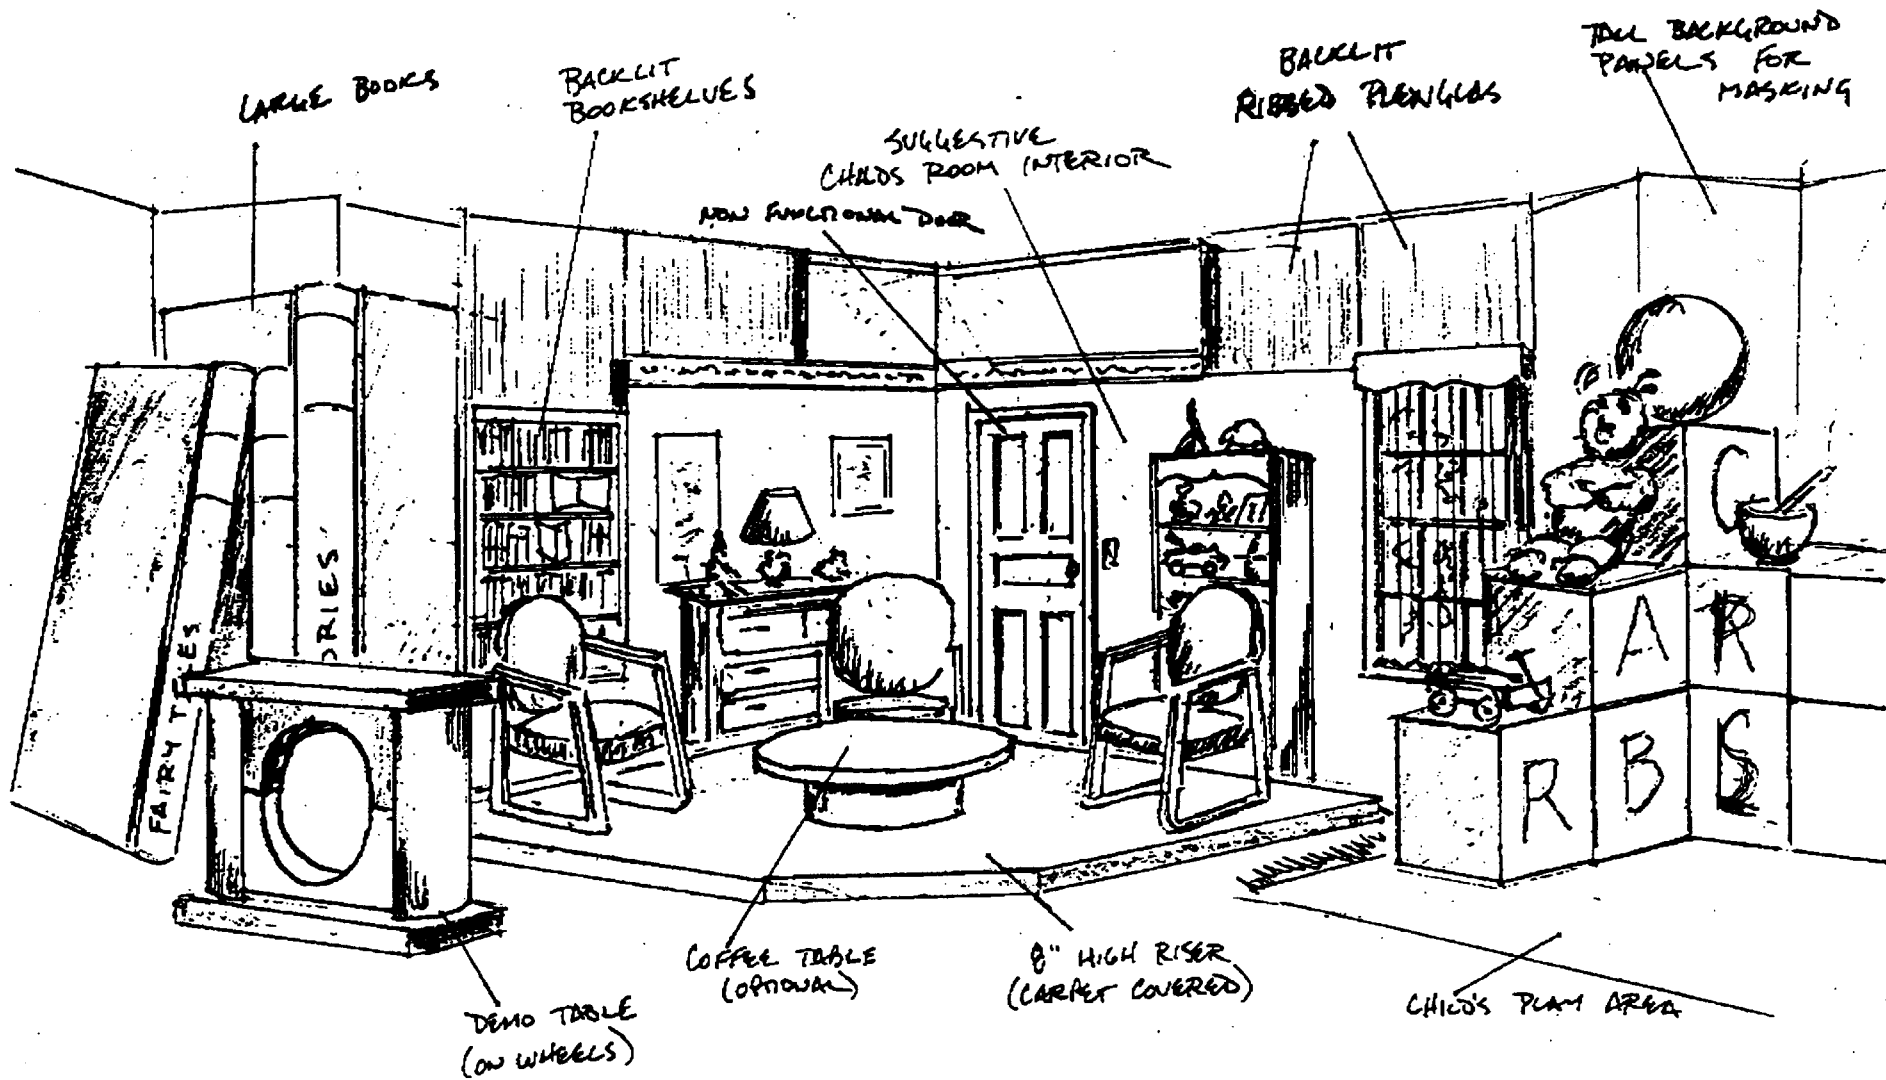 LARGE BOOKS
BACKLIT
BOOKSHELVES
SUGGESTIVE
CHILDS ROOM INTERIOR
NON FUNCTIONAL DOOR
BACKLIT
RIBBED PLEXIGLAS
TALL BACKGROUND
PANELS FOR
MASKING
FAIRY TALES
ORIES
C
A R
R B S
COFFEE TABLE
(OPTIONAL)
8" HIGH RISER
(CARPET COVERED)
CHILD'S PLAY AREA
DEMO TABLE
(ON WHEELS)